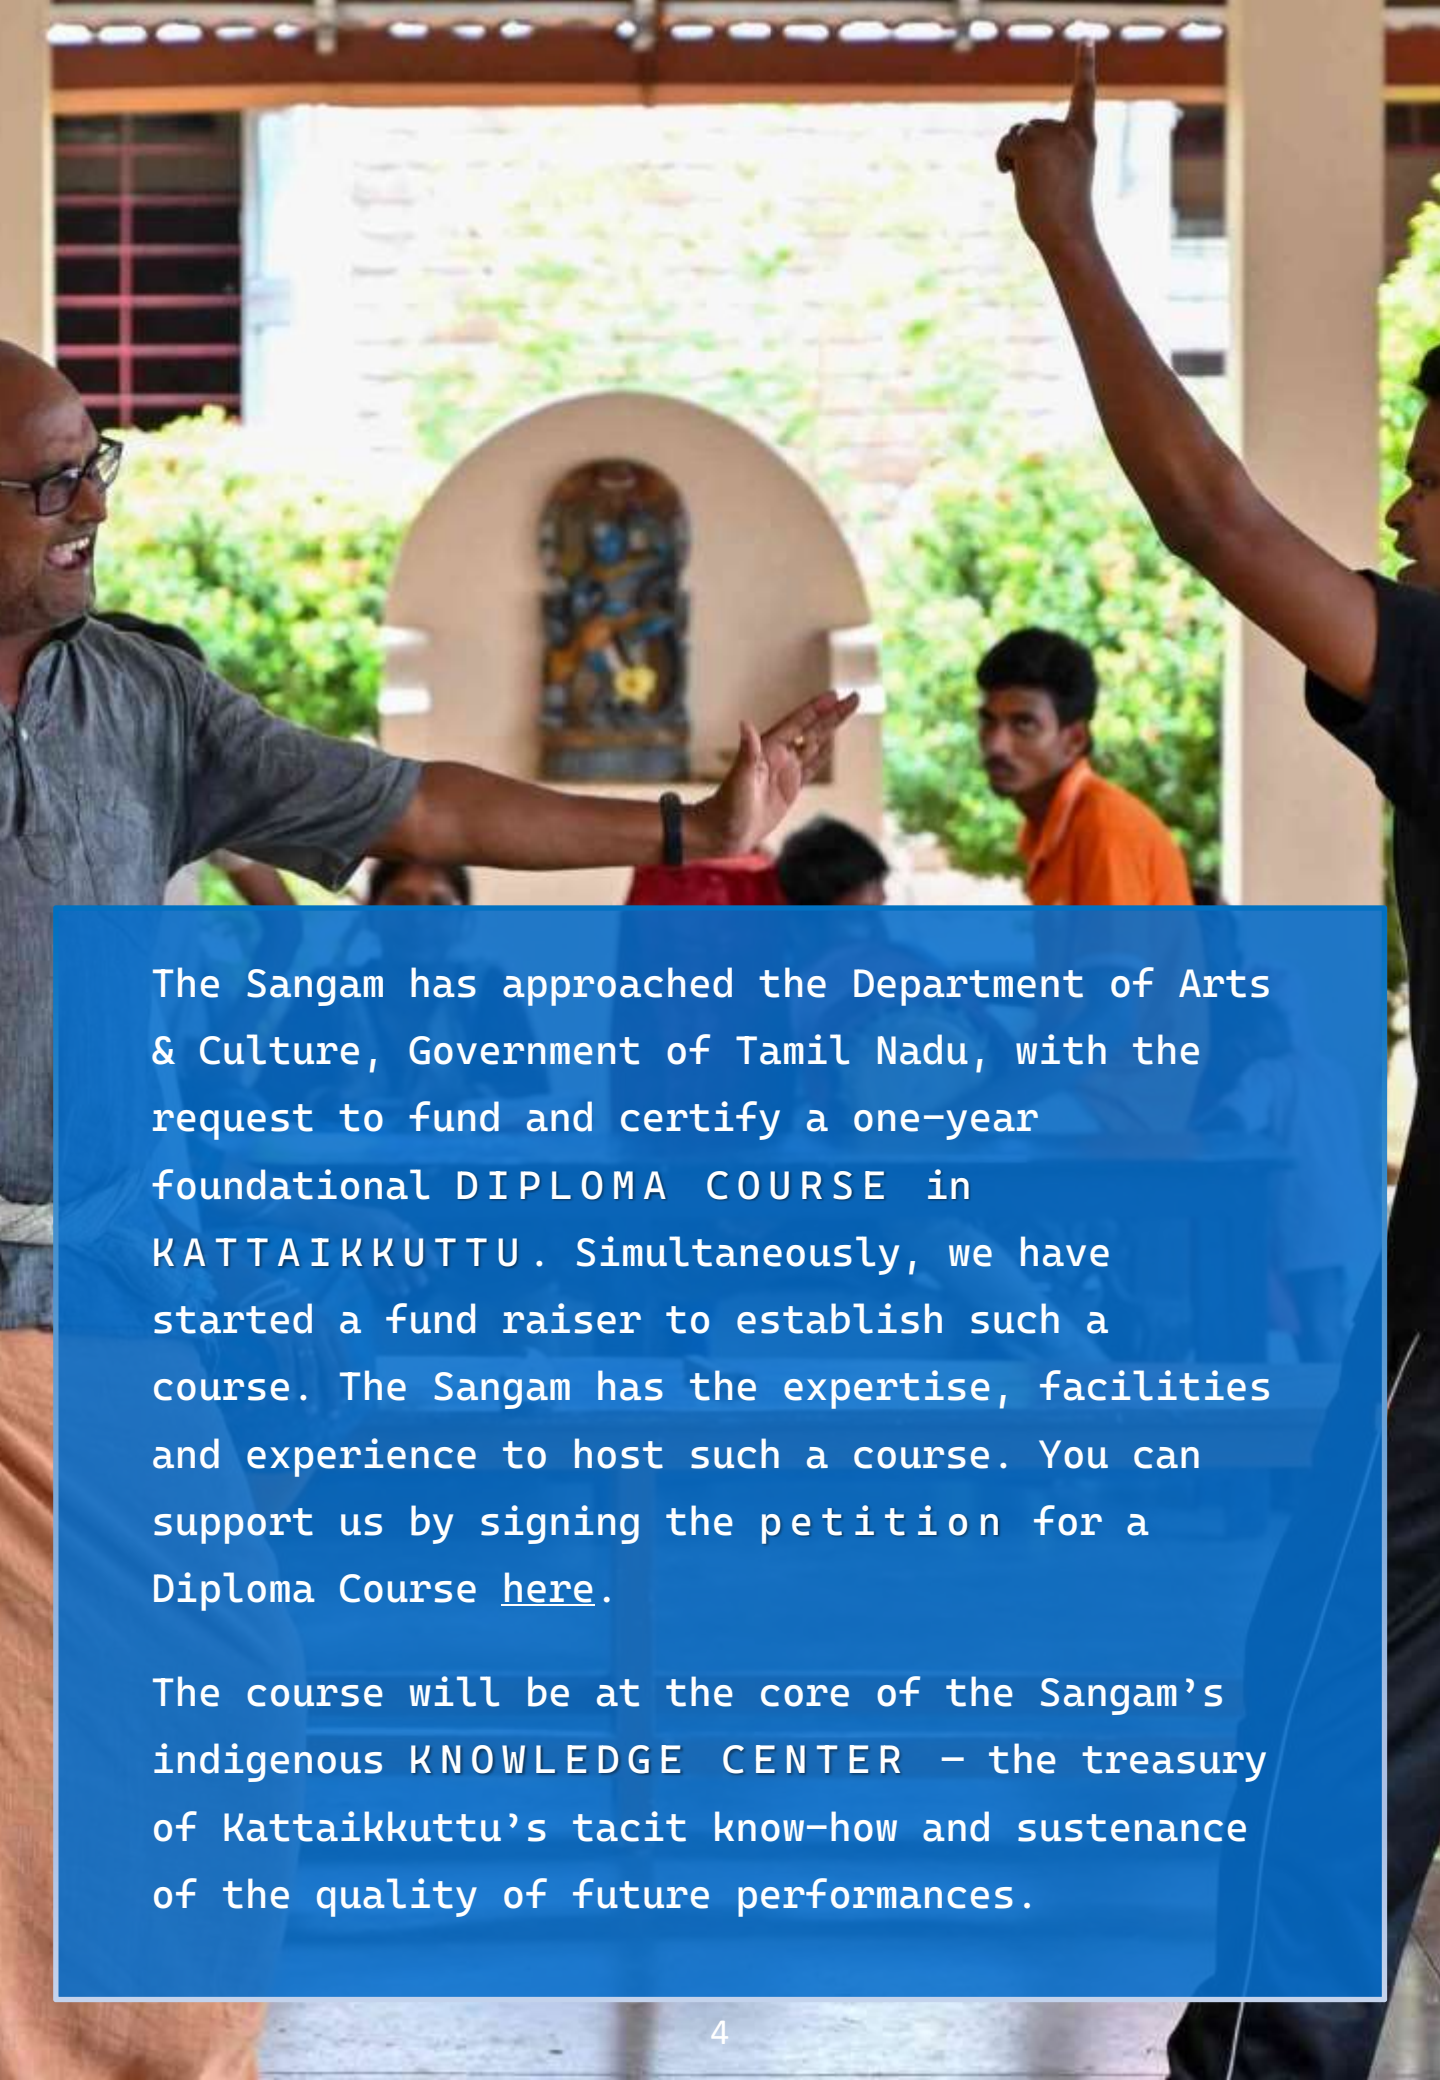 The Sangam has approached the Department of Arts
& Culture, Government of Tamil Nadu, with the
request to fund and certify a one–year
foundational DIPLOMA COURSE in
KATTAIKKUTTU. Simultaneously, we have
started a fund raiser to establish such a
course. The Sangam has the expertise, facilities
and experience to host such a course. You can
support us by signing the petition for a
Diploma Course here.
The course will be at the core of the Sangam’s
indigenous KNOWLEDGE CENTER – the treasury
of Kattaikkuttu’s tacit know–how and sustenance
of the quality of future performances.
4